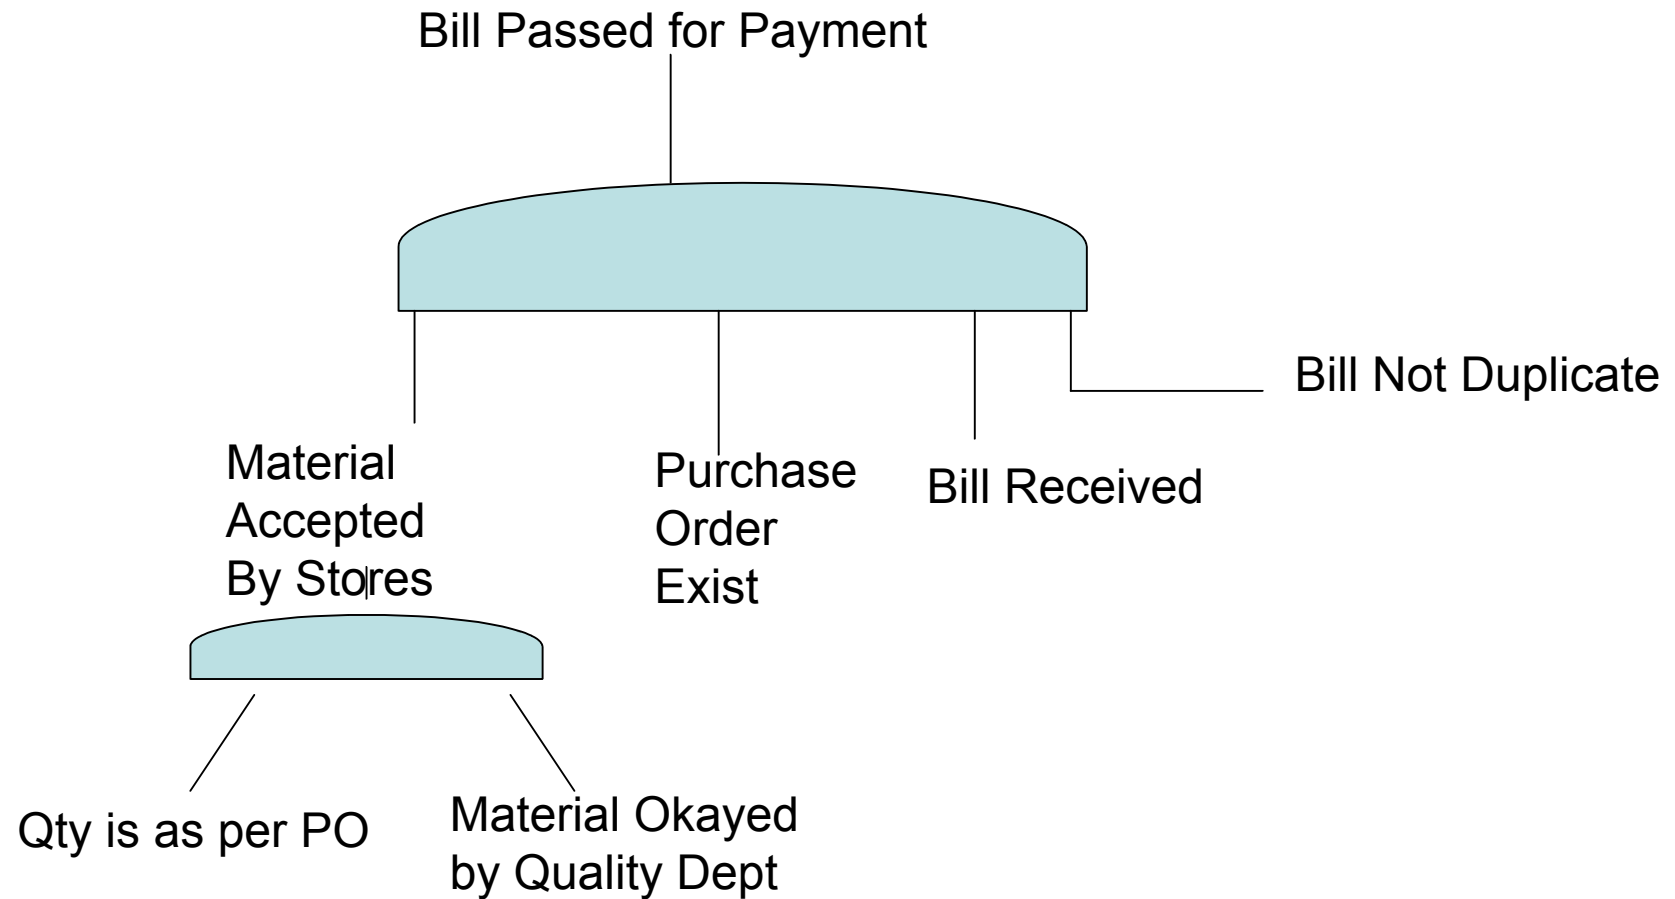 Bill Passed for Payment
Bill Not Duplicate
Material
Accepted
By Stores
Purchase
Order
Exist
Bill Received
Qty is as per PO
Material Okayed
by Quality Dept